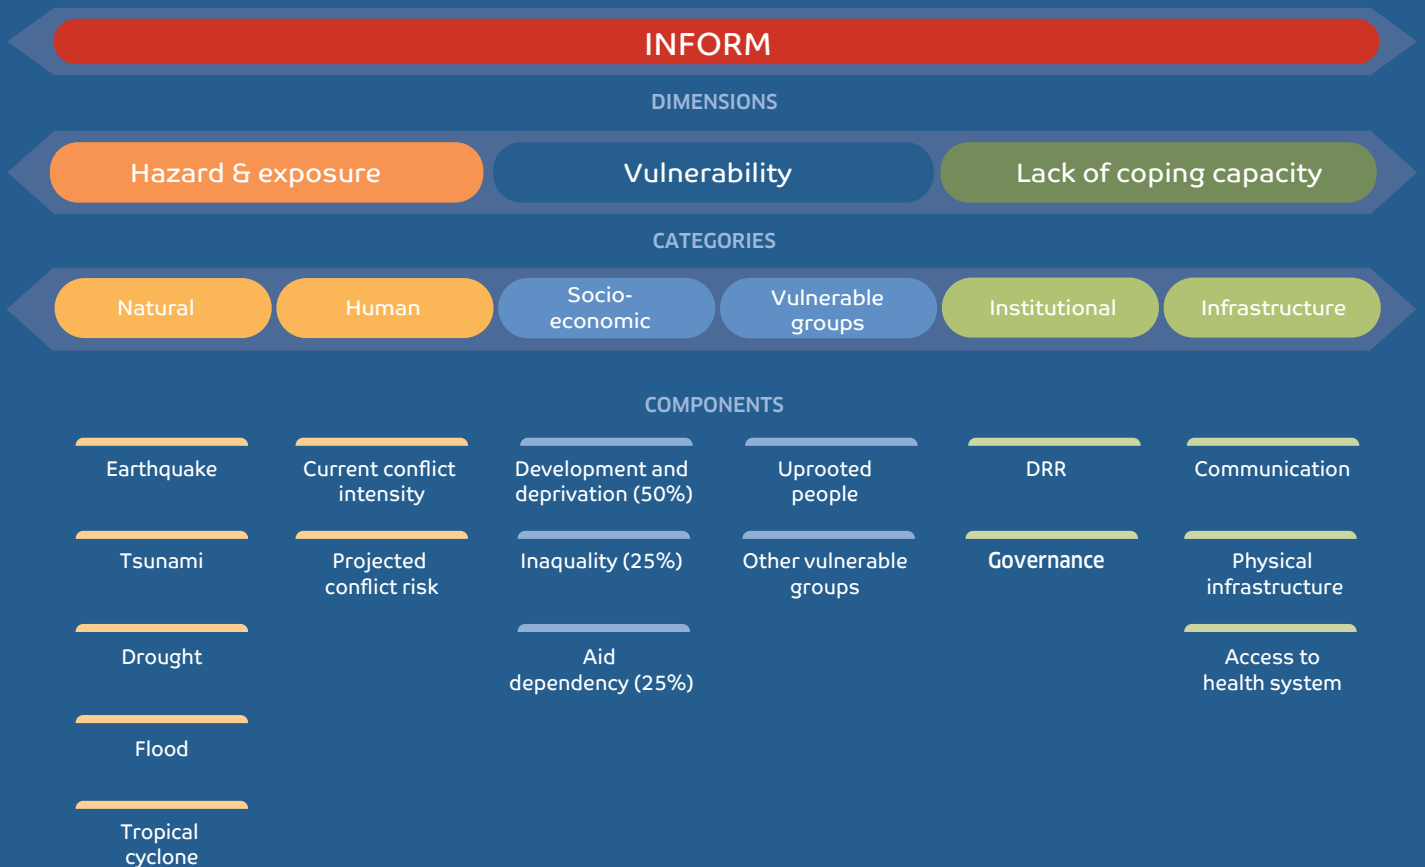 INFORM
DIMENSIONS
Hazard & exposure
Vulnerability
Lack of coping capacity
CATEGORIES
Natural
Human
Socio-
economic
Vulnerable
groups
Institutional
Infrastructure
COMPONENTS
Earthquake
Tsunami
Drought
Flood
Tropical
cyclone
Current conflict
intensity
Projected
conflict risk
Development and
deprivation (50%)
Inaquality (25%)
Aid
dependency (25%)
Uprooted
people
Other vulnerable
groups
DRR
Governance
Communication
Physical
infrastructure
Access to
health system